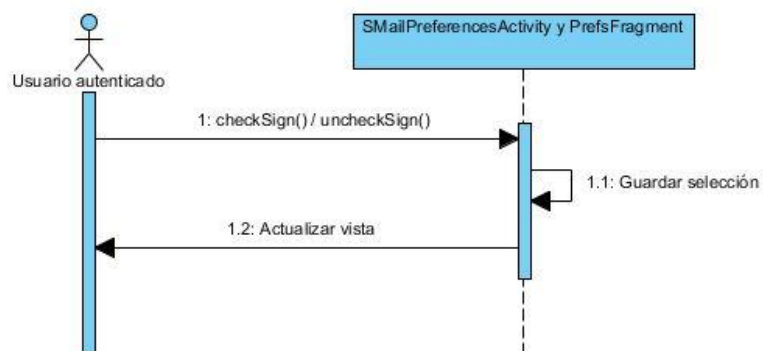 SMailPreferencesActivity y PrefsFragment
Usuario autenticado
1: checkSign() / uncheckSign()
1.1: Guardar selección
1.2: Actualizar vista